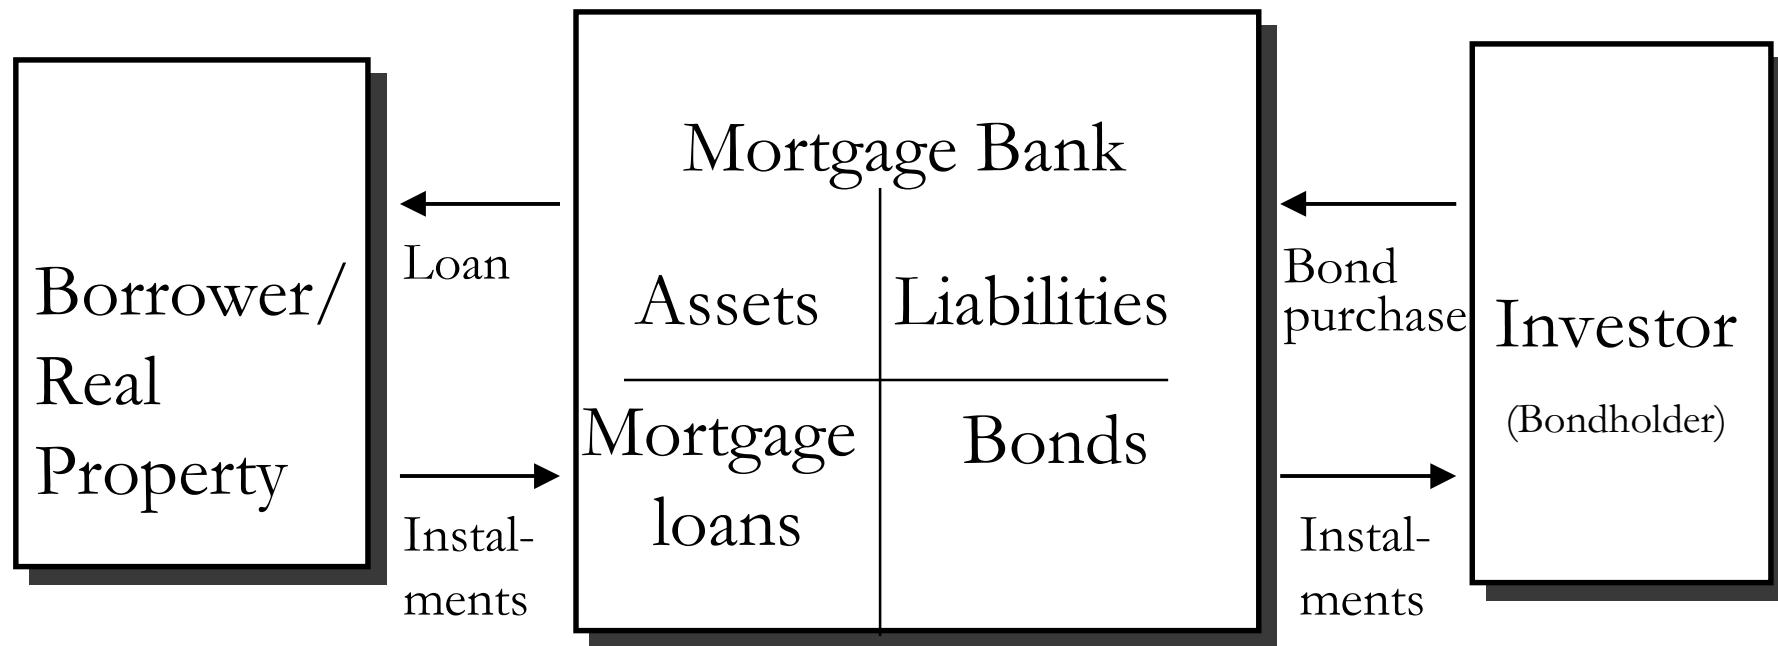 Borrower/
Real
Property
Loan
Instal-
ments
Mortgage Bank
Assets
Liabilities
Mortgage
loans
Bonds
Bond
purchase
Instal-
ments
Investor
(Bondholder)